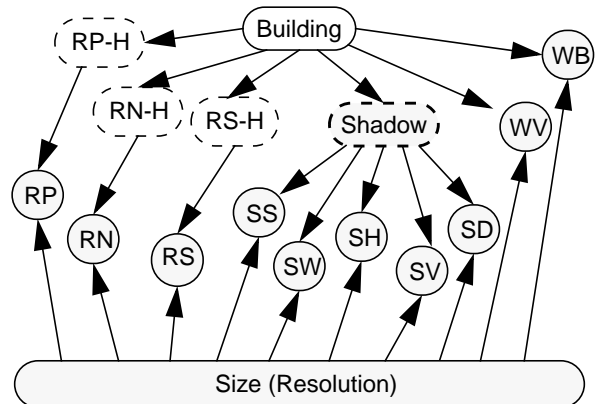 Building
RP-H
WB
RN-H
RS-H
Shadow
WV
RP
SS
RN
SH
SD
RS
SW
SV
Size (Resolution)